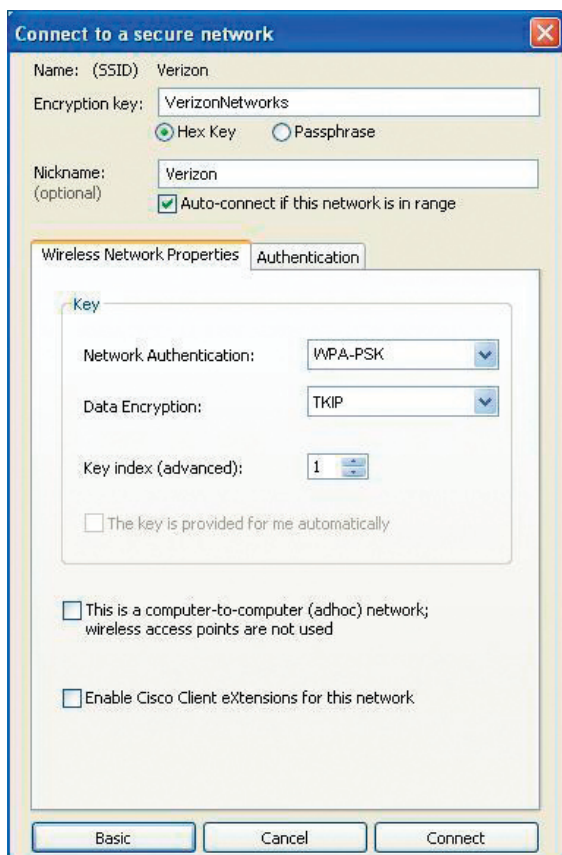 Connect to a secure network
Name: (SSID) Verizon
Encryption key: VerizonNetworks
Hex Key Passphrase
Nickname: Verizon
(optional)
Auto-connect if this network is in range
Wireless Network Properties Authentication
Key
Network Authentication: WPA-PSK
Data Encryption: TKIP
Key index (advanced): 1
The key is provided for me automatically
This is a computer-to-computer (adhoc) network;
wireless access points are not used
Enable Cisco Client eXtensions for this network
Basic Cancel Connect